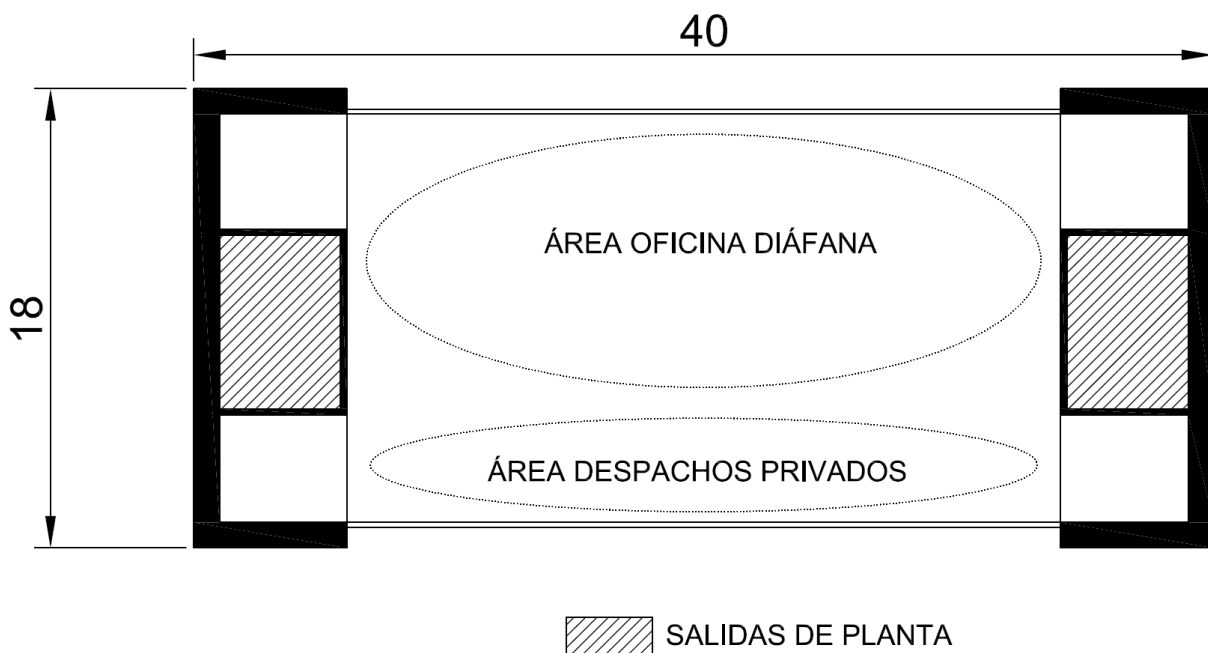 40
18
ÁREA OFICINA DIÁFANA
ÁREA DESPACHOS PRIVADOS
SALIDAS DE PLANTA